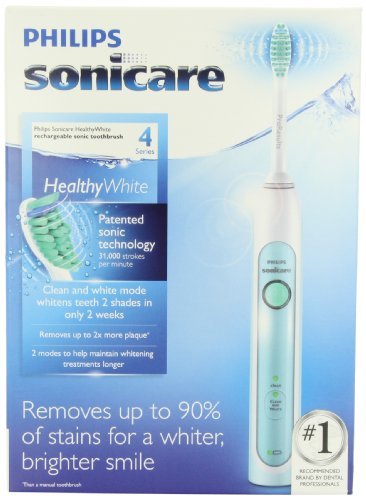 PHILIPS
sonicare
Philips Sonicare HealthyWhite
rechargeable sonic toothbrush
4
Series
HealthyWhite
Patented
sonic
technology
31,000 strokes
per minute
Clean and white mode
whitens teeth 2 shades in
only 2 weeks
Removes up to 2x more plaque*
2 modes to help maintain whitening
treatments longer
Removes up to 90%
of stains for a whiter,
brighter smile
*Than a manual toothbrush
ProResults
PHILIPS
sonicare
clean
Clean
and
White
#1
RECOMMENDED
BRAND BY DENTAL
PROFESSIONALS